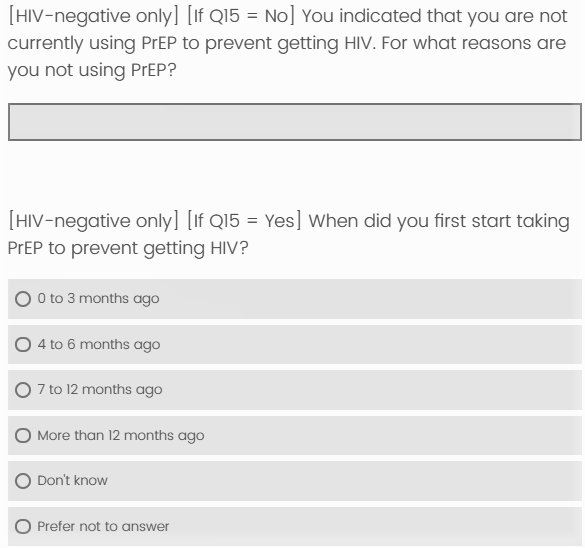 [HIV-negative only] [If Q15 = No] You indicated that you are not
currently using PrEP to prevent getting HIV. For what reasons are
you not using PrEP?
[HIV-negative only] [If Q15 = Yes] When did you first start taking
PrEP to prevent getting HIV?
0 to 3 months ago
4 to 6 months ago
7 to 12 months ago
More than 12 months ago
Don't know
Prefer not to answer